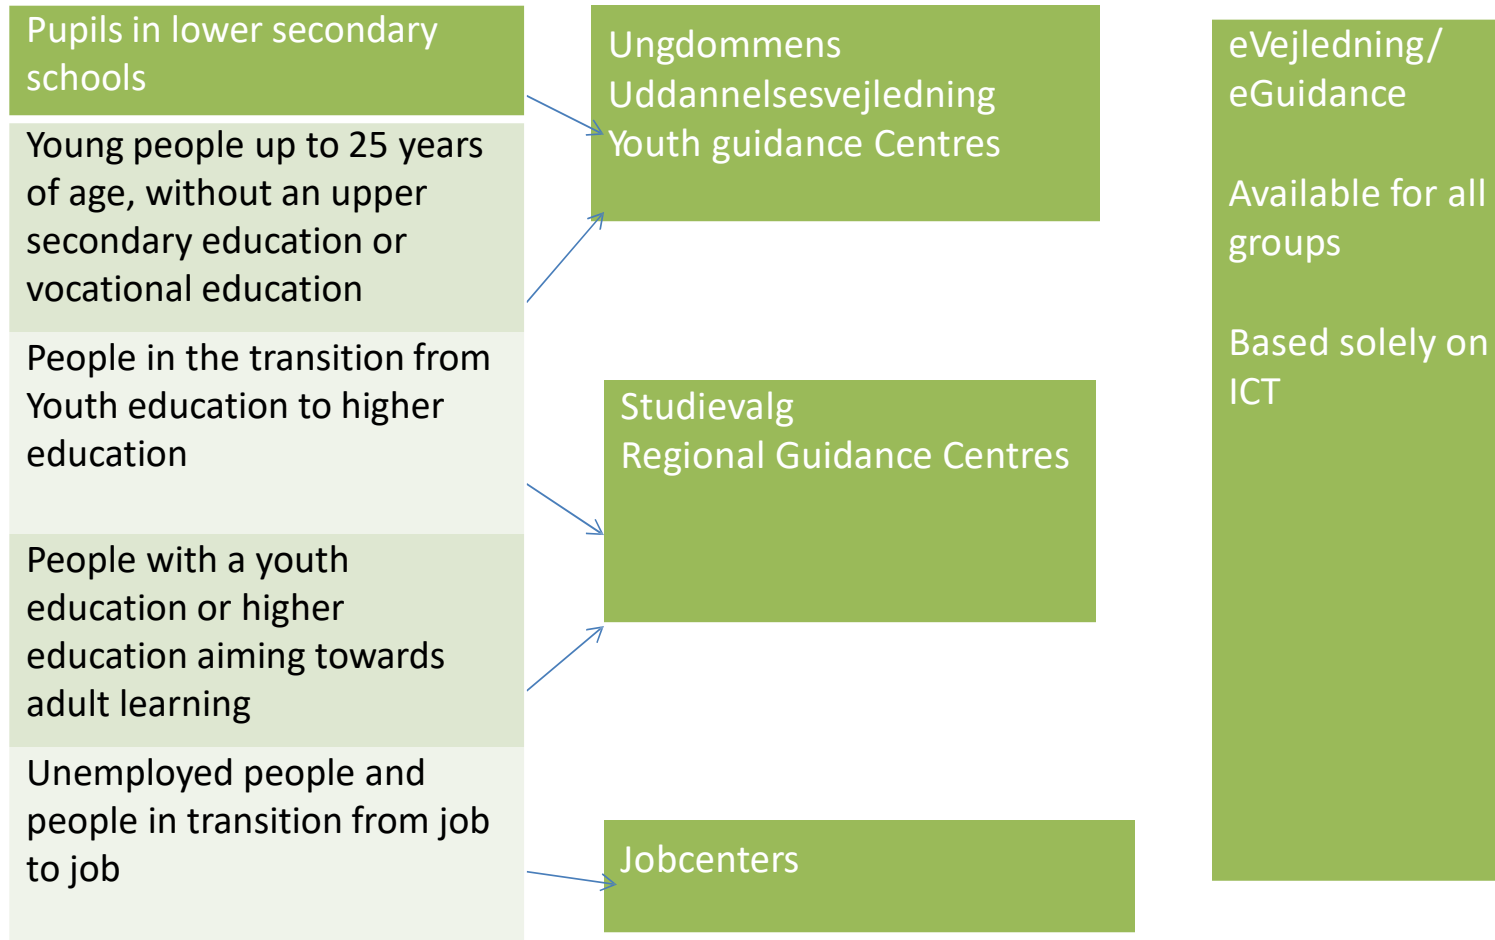 Pupils in lower secondary
schools
Young people up to 25 years
of age, without an upper
secondary education or
vocational education
People in the transition from
Youth education to higher
education
People with a youth
education or higher
education aiming towards
adult learning
Unemployed people and
people in transition from job
to job
Ungdommens
Uddannelsesvejledning
Youth guidance Centres
Studievalg
Regional Guidance Centres
Jobcenters
eVejledning/
eGuidance
Available for all
groups
Based solely on
ICT